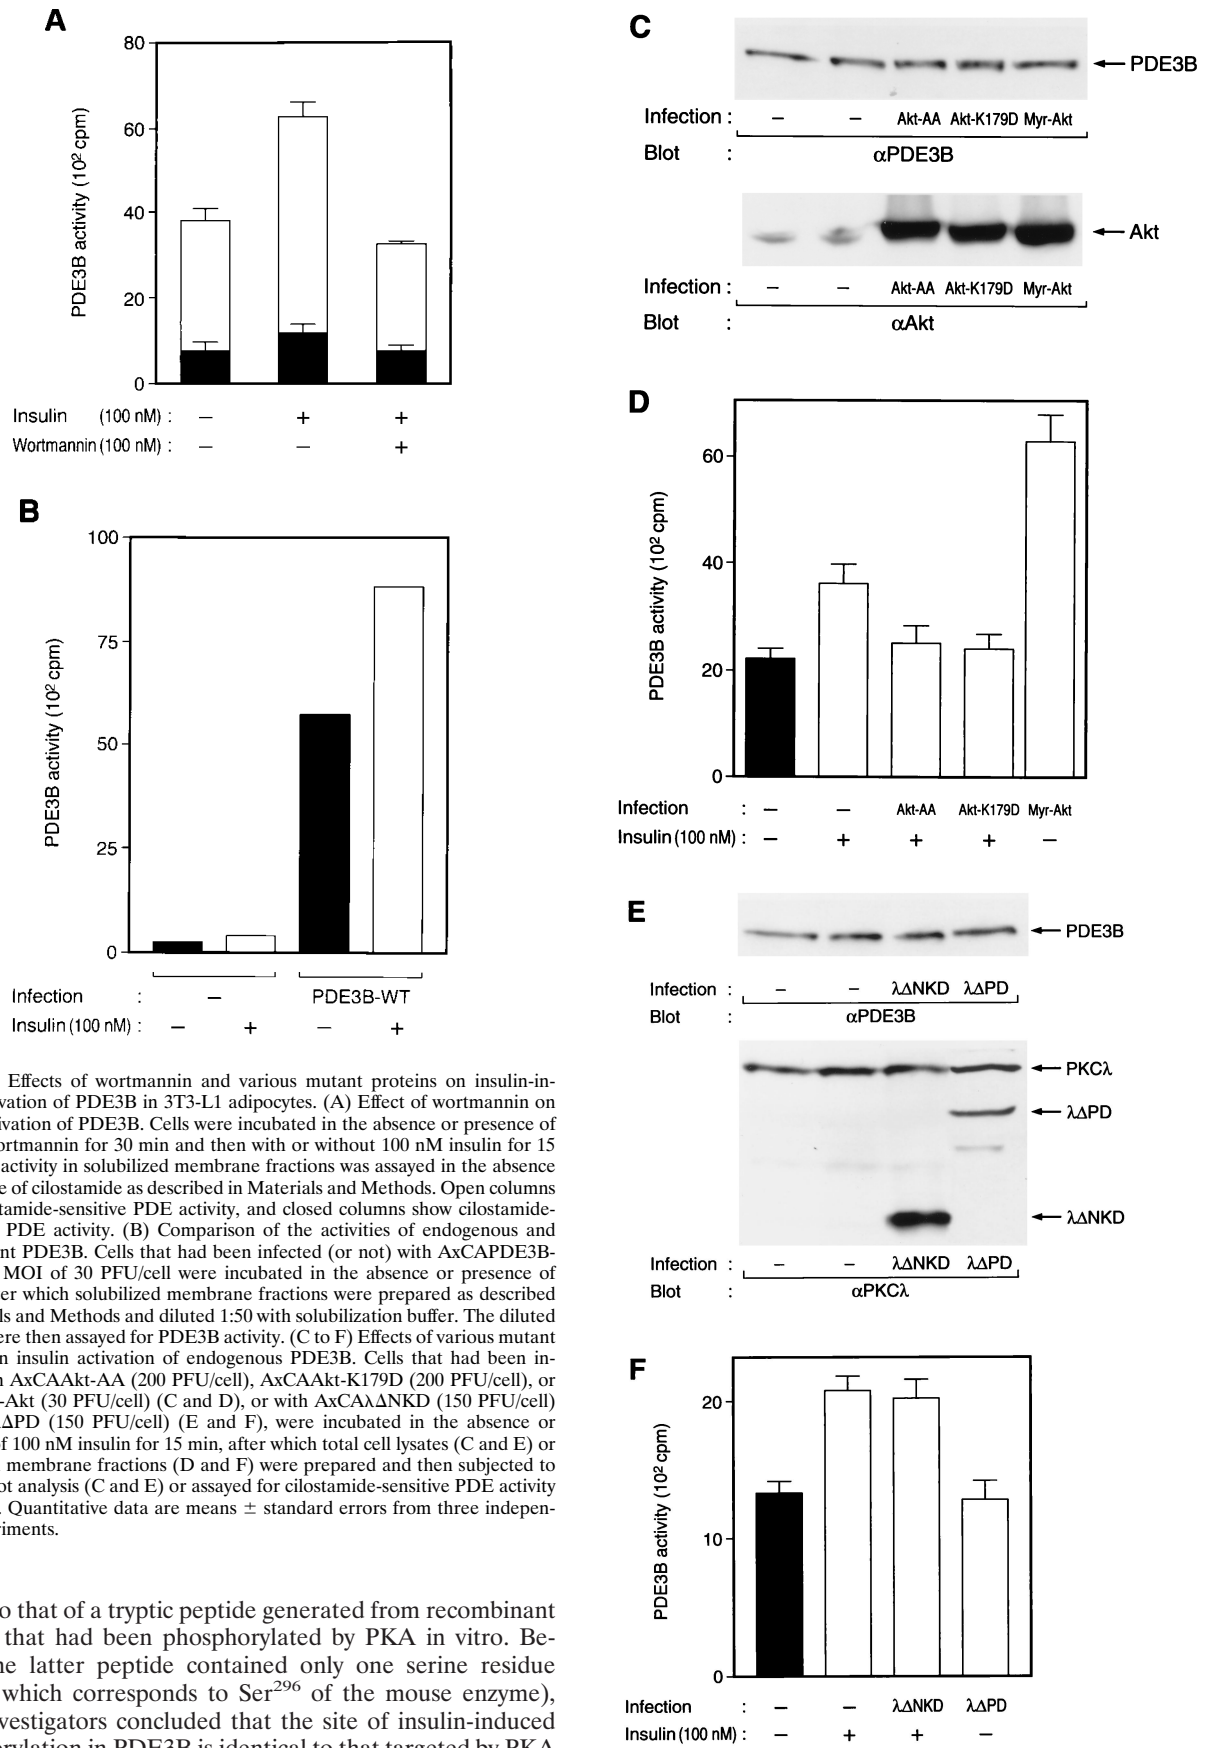 A
80
60
40
20
0
PDE3B activity (10² cpm)
Insulin (100 nM) : – + +
Wortmannin (100 nM) : – – +
B
100
75
50
25
0
PDE3B activity (10² cpm)
Infection : – PDE3B-WT
Insulin (100 nM) : – + – +
Effects of wortmannin and various mutant proteins on insulin-in-
vation of PDE3B in 3T3-L1 adipocytes. (A) Effect of wortmannin on
ivation of PDE3B. Cells were incubated in the absence or presence of
ortmannin for 30 min and then with or without 100 nM insulin for 15
activity in solubilized membrane fractions was assayed in the absence
e of cilostamide as described in Materials and Methods. Open columns
stamide-sensitive PDE activity, and closed columns show cilostamide-
PDE activity. (B) Comparison of the activities of endogenous and
nt PDE3B. Cells that had been infected (or not) with AxCAPDE3B-
MOI of 30 PFU/cell were incubated in the absence or presence of
er which solubilized membrane fractions were prepared as described
ls and Methods and diluted 1:50 with solubilization buffer. The diluted
ere then assayed for PDE3B activity. (C to F) Effects of various mutant
n insulin activation of endogenous PDE3B. Cells that had been in-
n AxCAAkt-AA (200 PFU/cell), AxCAAkt-K179D (200 PFU/cell), or
-Akt (30 PFU/cell) (C and D), or with AxCAλΔNKD (150 PFU/cell)
λΔPD (150 PFU/cell) (E and F), were incubated in the absence or
of 100 nM insulin for 15 min, after which total cell lysates (C and E) or
membrane fractions (D and F) were prepared and then subjected to
ot analysis (C and E) or assayed for cilostamide-sensitive PDE activity
. Quantitative data are means ± standard errors from three indepen-
riments.
o that of a tryptic peptide generated from recombinant
that had been phosphorylated by PKA in vitro. Be-
ne latter peptide contained only one serine residue
which corresponds to Ser²⁹⁶ of the mouse enzyme),
vestigators concluded that the site of insulin-induced
orylation in PDE3B is identical to that targeted by PKA
C
PDE3B
Infection : – – Akt-AA Akt-K179D Myr-Akt
Blot : αPDE3B
Akt
Infection : – – Akt-AA Akt-K179D Myr-Akt
Blot : αAkt
D
60
40
20
0
PDE3B activity (10² cpm)
Infection : – – Akt-AA Akt-K179D Myr-Akt
Insulin (100 nM) : – + + + –
E
PDE3B
Infection : – – λΔNKD λΔPD
Blot : αPDE3B
PKCλ
λΔPD
λΔNKD
Infection : – – λΔNKD λΔPD
Blot : αPKCλ
F
20
10
0
PDE3B activity (10² cpm)
Infection : – – λΔNKD λΔPD
Insulin (100 nM) : – + + –